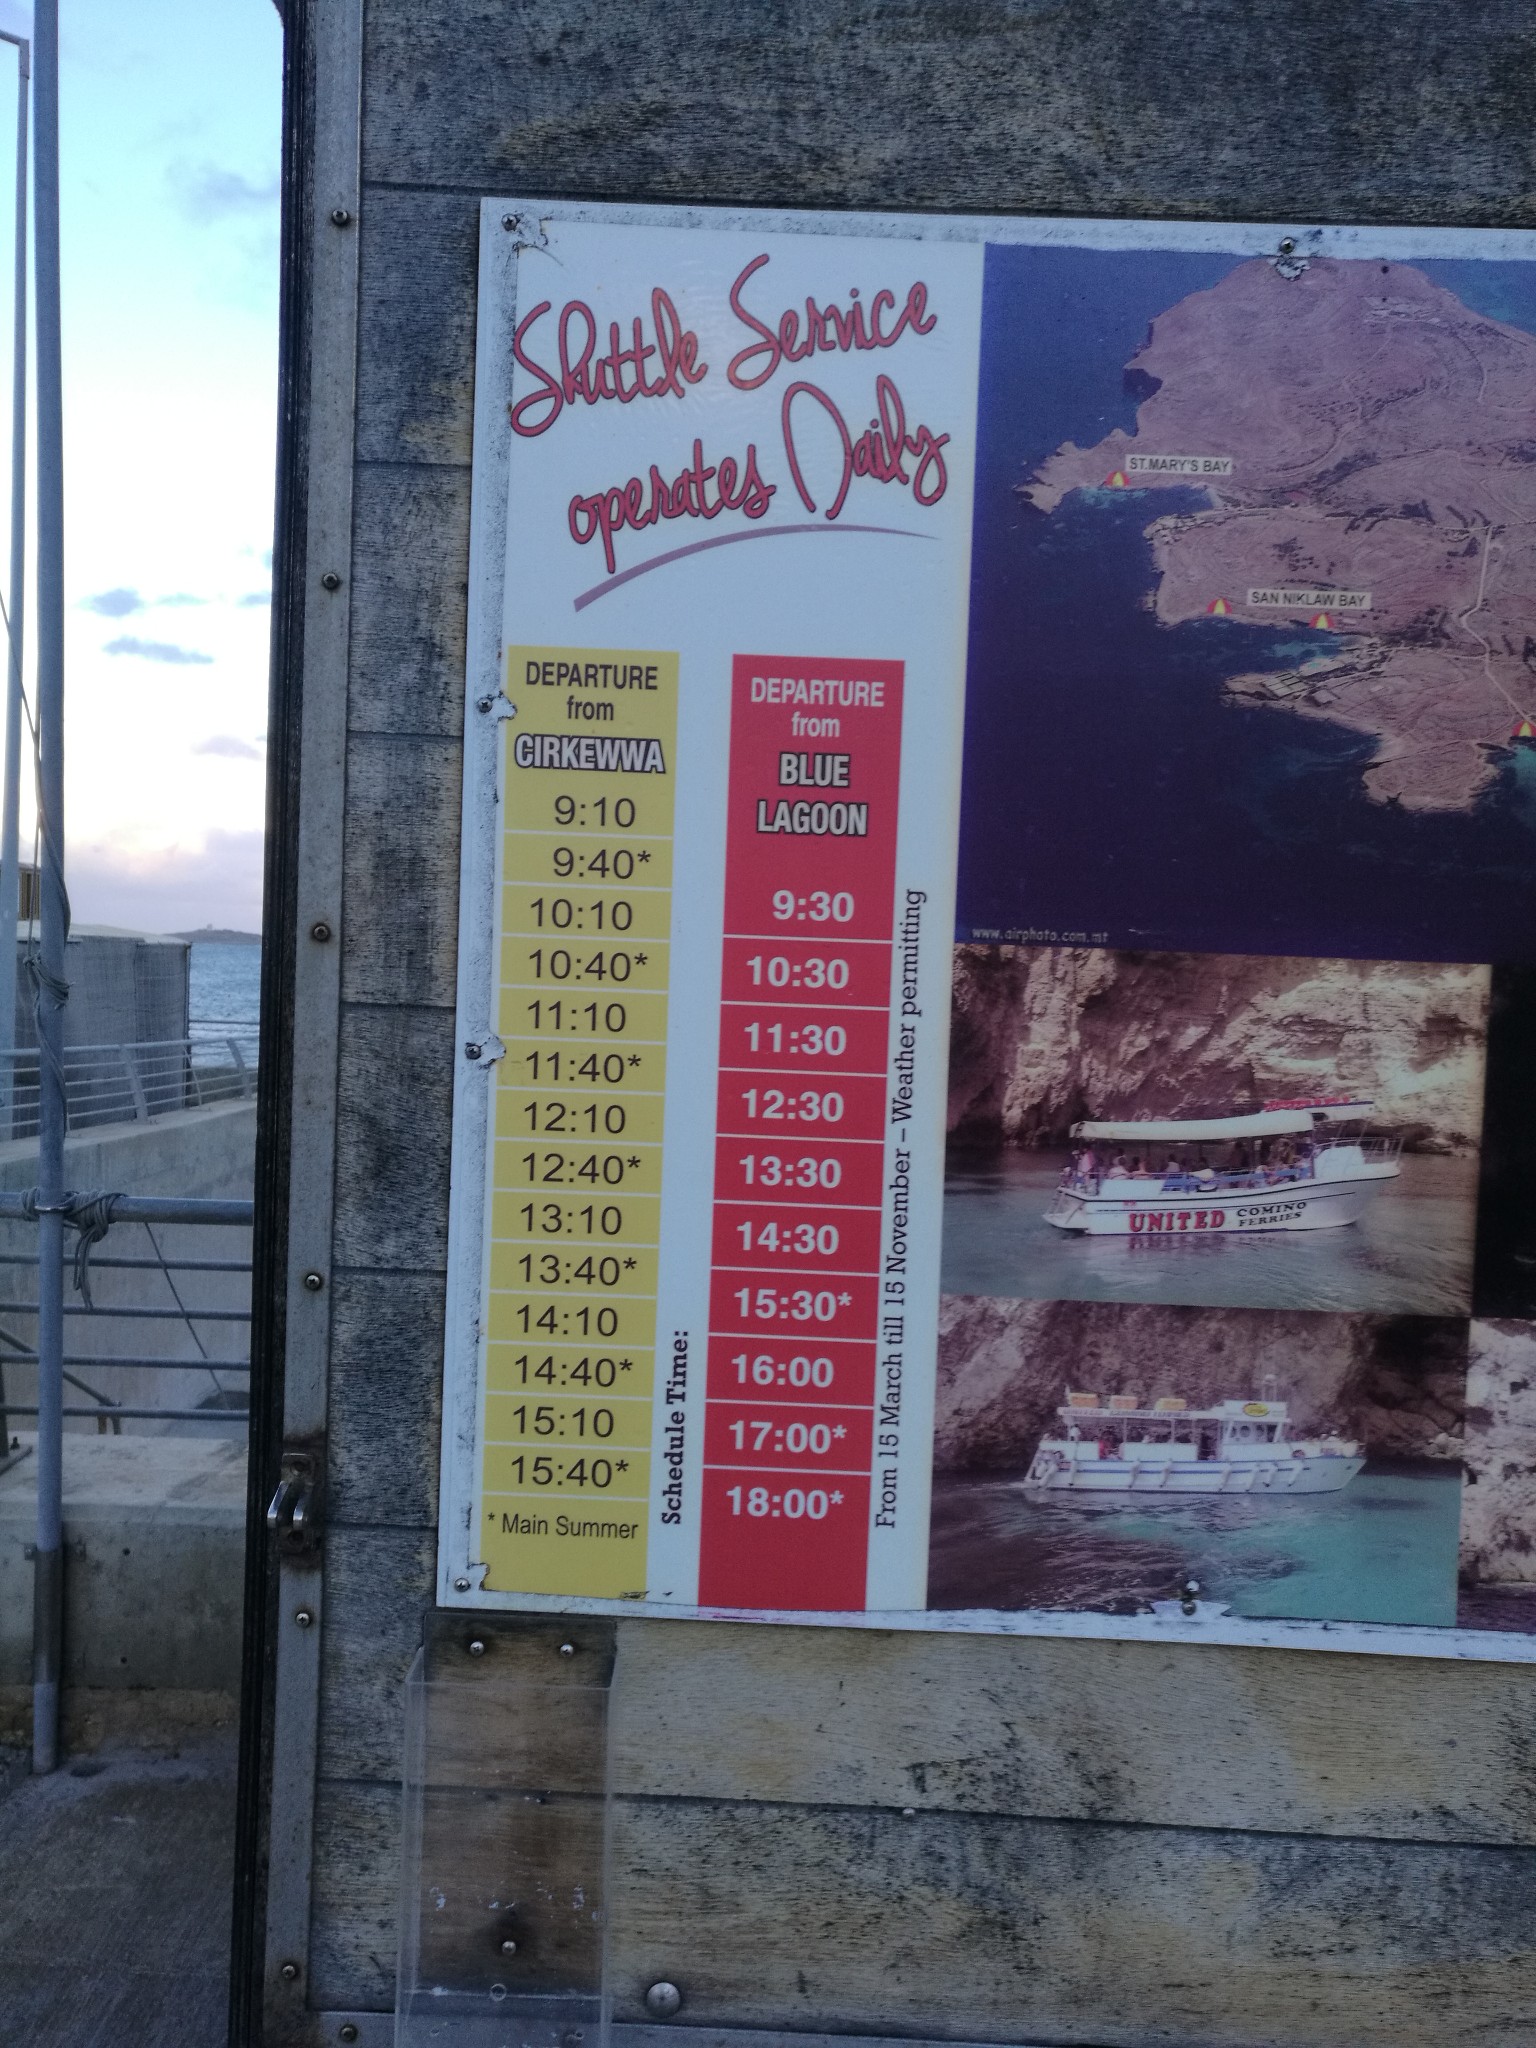 Shuttle Service
operates Daily
DEPARTURE
from
CIRKEWWA
9:10
9:40*
10:10
10:40*
11:10
11:40*
12:10
12:40*
13:10
13:40*
14:10
14:40*
15:10
15:40*
* Main Summer
Schedule Time:
DEPARTURE
from
BLUE
LAGOON
9:30
10:30
11:30
12:30
13:30
14:30
15:30*
16:00
17:00*
18:00*
From 15 March till 15 November – Weather permitting
ST.MARY'S BAY
SAN NIKLAW BAY
www.airphoto.com.mt
UNITED COMINO
FERRIES